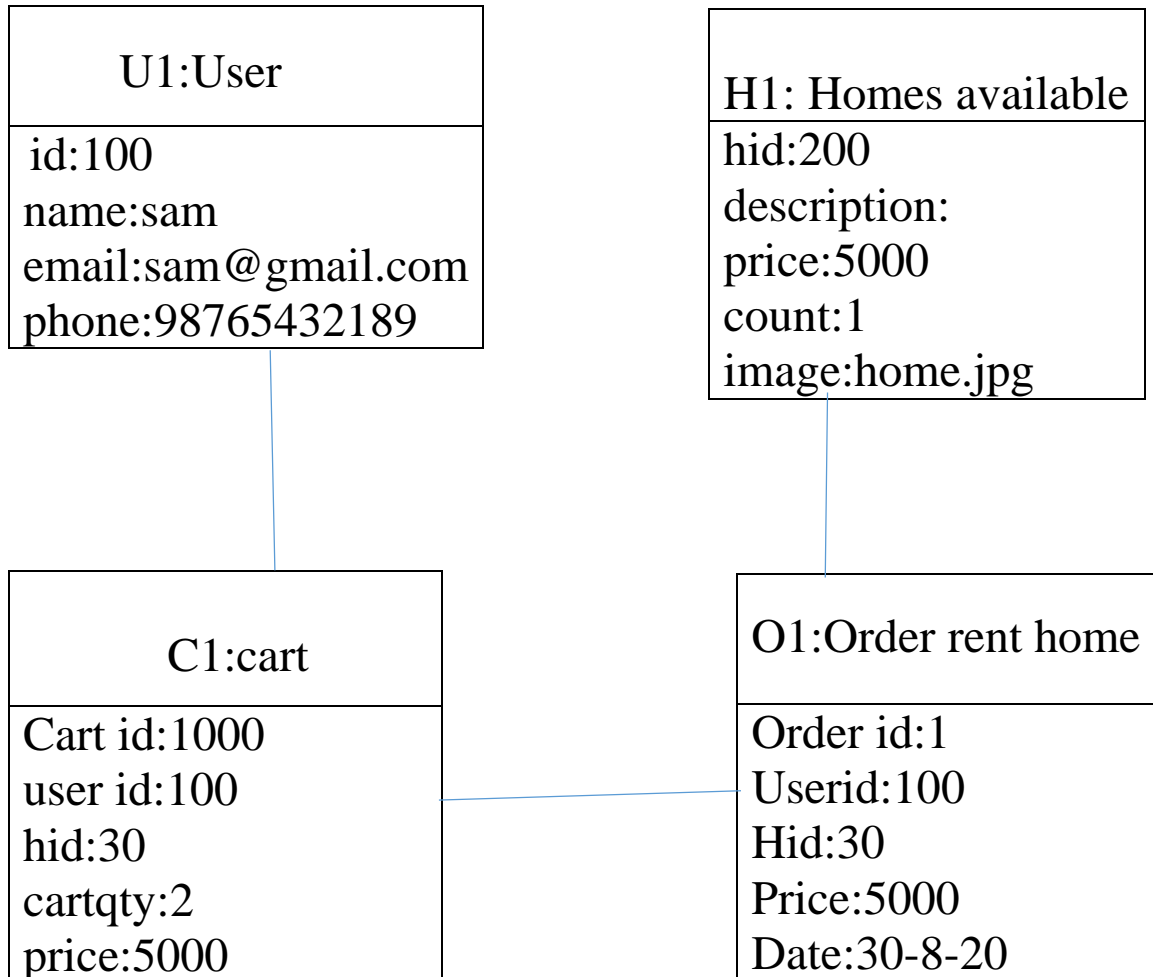 U1:User
id:100
name:sam
email:sam@gmail.com
phone:98765432189
H1: Homes available
hid:200
description:
price:5000
count:1
image:home.jpg
C1:cart
Cart id:1000
user id:100
hid:30
cartqty:2
price:5000
O1:Order rent home
Order id:1
Userid:100
Hid:30
Price:5000
Date:30-8-20